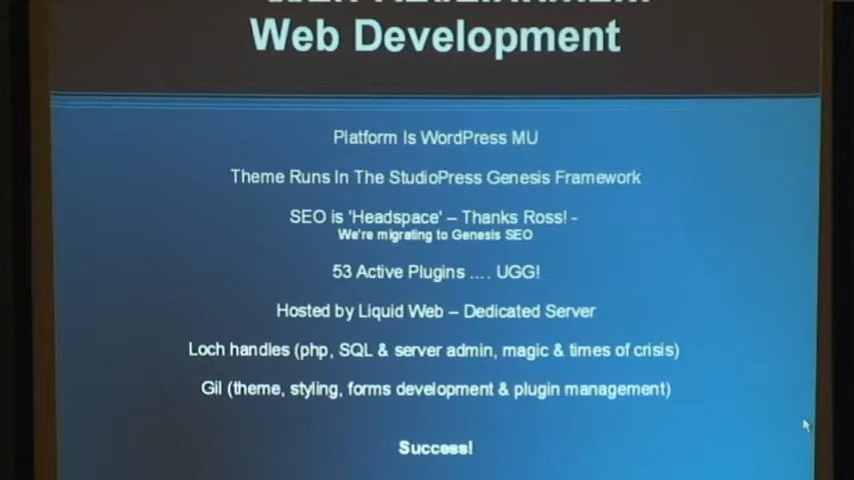 Web Development
Platform Is WordPress MU
Theme Runs In The StudioPress Genesis Framework
SEO is 'Headspace' – Thanks Ross! -
We're migrating to Genesis SEO
53 Active Plugins .... UGG!
Hosted by Liquid Web – Dedicated Server
Loch handles (php, SQL & server admin, magic & times of crisis)
Gil (theme, styling, forms development & plugin management)
Success!